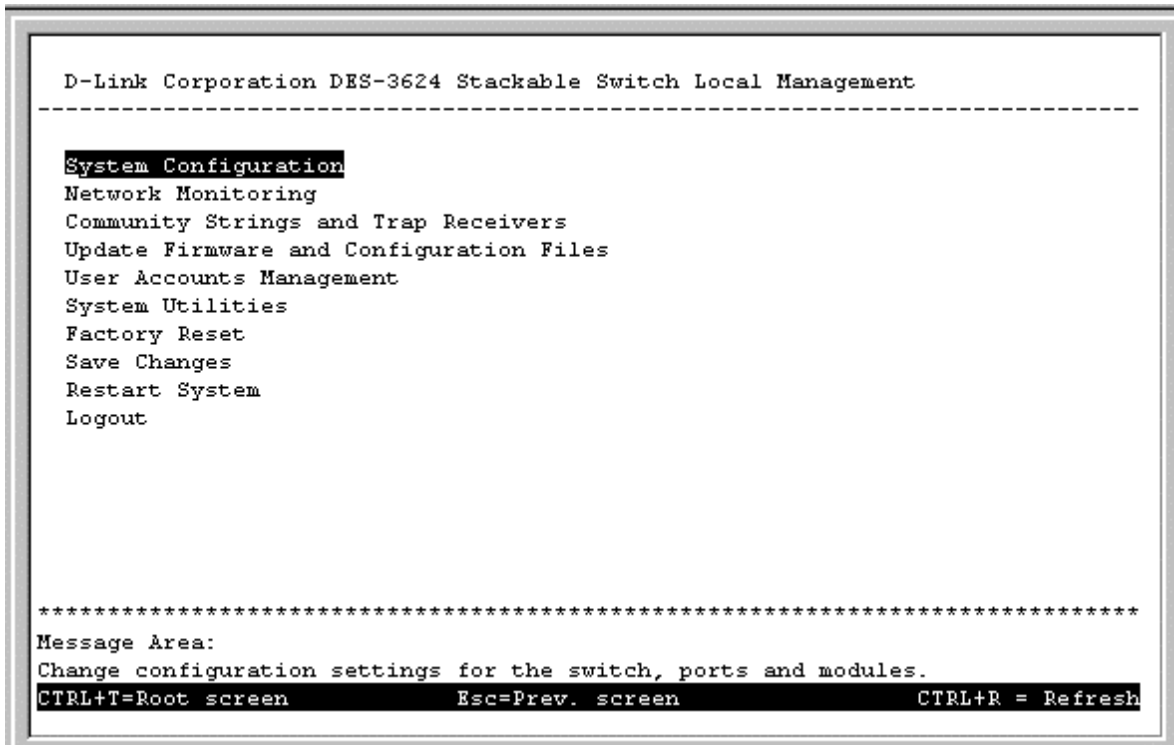 D-Link Corporation DES-3624 Stackable Switch Local Management
--------------------------------------------------------------------------------
System Configuration
Network Monitoring
Community Strings and Trap Receivers
Update Firmware and Configuration Files
User Accounts Management
System Utilities
Factory Reset
Save Changes
Restart System
Logout
********************************************************************************
Message Area:
Change configuration settings for the switch, ports and modules.
CTRL+T=Root screen Esc=Prev. screen CTRL+R = Refresh